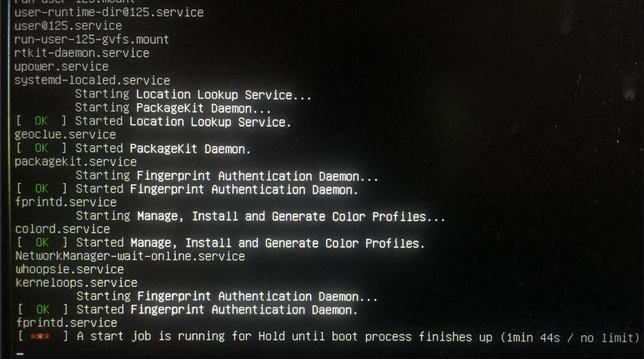 run-user-125.mount
user-runtime-dir@125.service
user@125.service
run-user-125-gvfs.mount
rtkit-daemon.service
upower.service
systemd-localed.service
Starting Location Lookup Service...
Starting PackageKit Daemon...
[ OK ] Started Location Lookup Service.
geoclue.service
[ OK ] Started PackageKit Daemon.
packagekit.service
Starting Fingerprint Authentication Daemon...
[ OK ] Started Fingerprint Authentication Daemon.
fprintd.service
Starting Manage, Install and Generate Color Profiles...
colord.service
[ OK ] Started Manage, Install and Generate Color Profiles.
NetworkManager-wait-online.service
whoopsie.service
kerneloops.service
Starting Fingerprint Authentication Daemon...
[ OK ] Started Fingerprint Authentication Daemon.
fprintd.service
[ *** ] A start job is running for Hold until boot process finishes up (1min 44s / no limit)